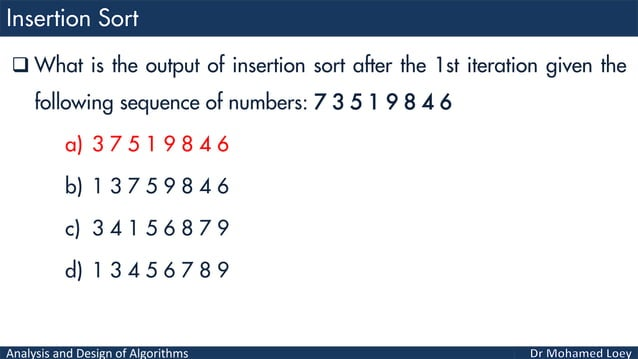 Insertion Sort
❑ What is the output of insertion sort after the 1st iteration given the
following sequence of numbers: 7 3 5 1 9 8 4 6
a) 3 7 5 1 9 8 4 6
b) 1 3 7 5 9 8 4 6
c) 3 4 1 5 6 8 7 9
d) 1 3 4 5 6 7 8 9
Analysis and Design of Algorithms
Dr Mohamed Loey